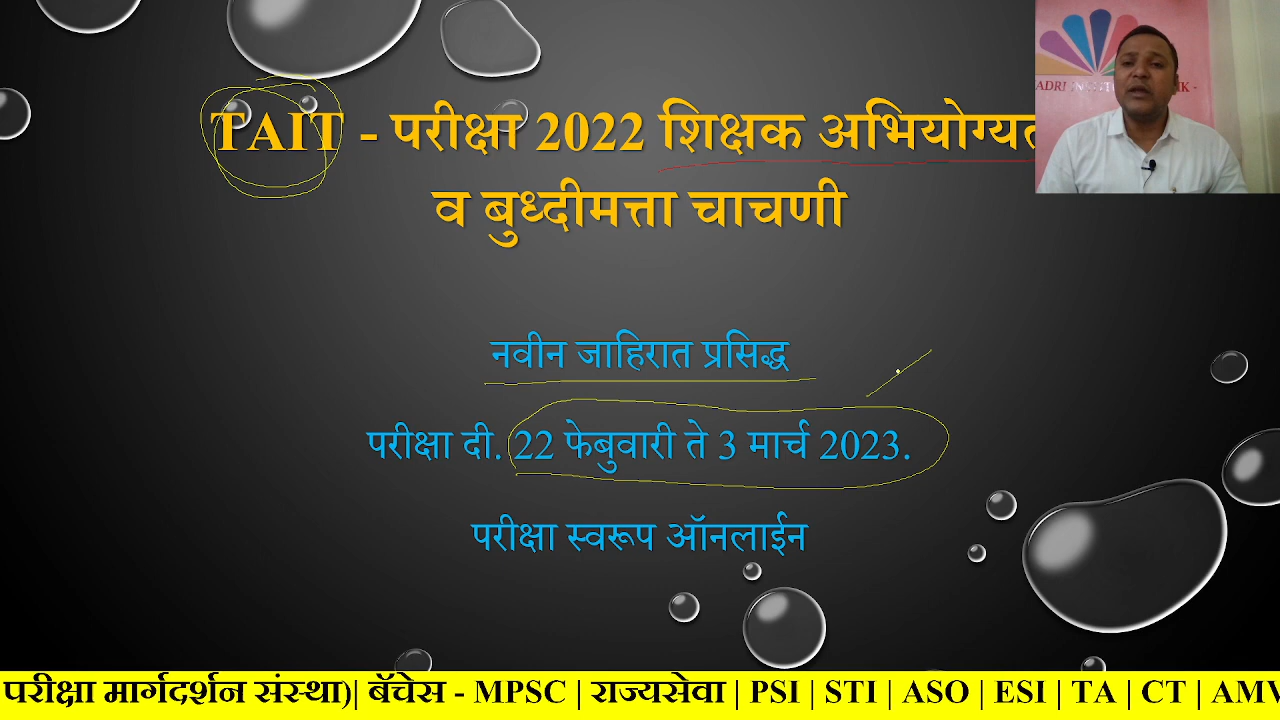 TAIT - परीक्षा 2022 शिक्षक अभियोग्यत
व बुध्दीमत्ता चाचणी
नवीन जाहिरात प्रसिद्ध
परीक्षा दी. 22 फेबुवारी ते 3 मार्च 2023.
परीक्षा स्वरूप ऑनलाईन
परीक्षा मार्गदर्शन संस्था)| बॅचेस - MPSC | राज्यसेवा | PSI | STI | ASO | ESI | TA | CT | AMV